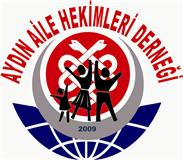 AYDIN AİLE HEKİMLERİ DERNEĞİ
2009